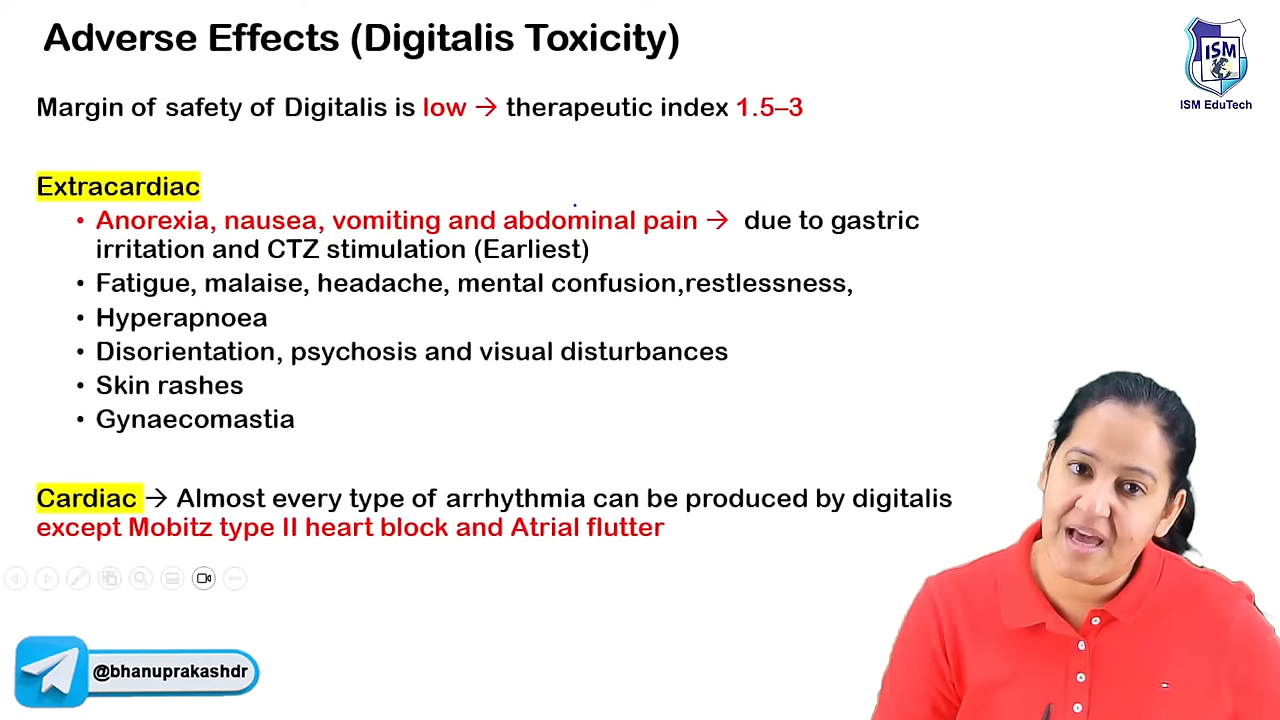 Adverse Effects (Digitalis Toxicity)
ISM
ISM EduTech
Margin of safety of Digitalis is low → therapeutic index 1.5–3
Extracardiac
• Anorexia, nausea, vomiting and abdominal pain → due to gastric
irritation and CTZ stimulation (Earliest)
• Fatigue, malaise, headache, mental confusion,restlessness,
• Hyperapnoea
• Disorientation, psychosis and visual disturbances
• Skin rashes
• Gynaecomastia
Cardiac → Almost every type of arrhythmia can be produced by digitalis
except Mobitz type II heart block and Atrial flutter
@bhanuprakashdr